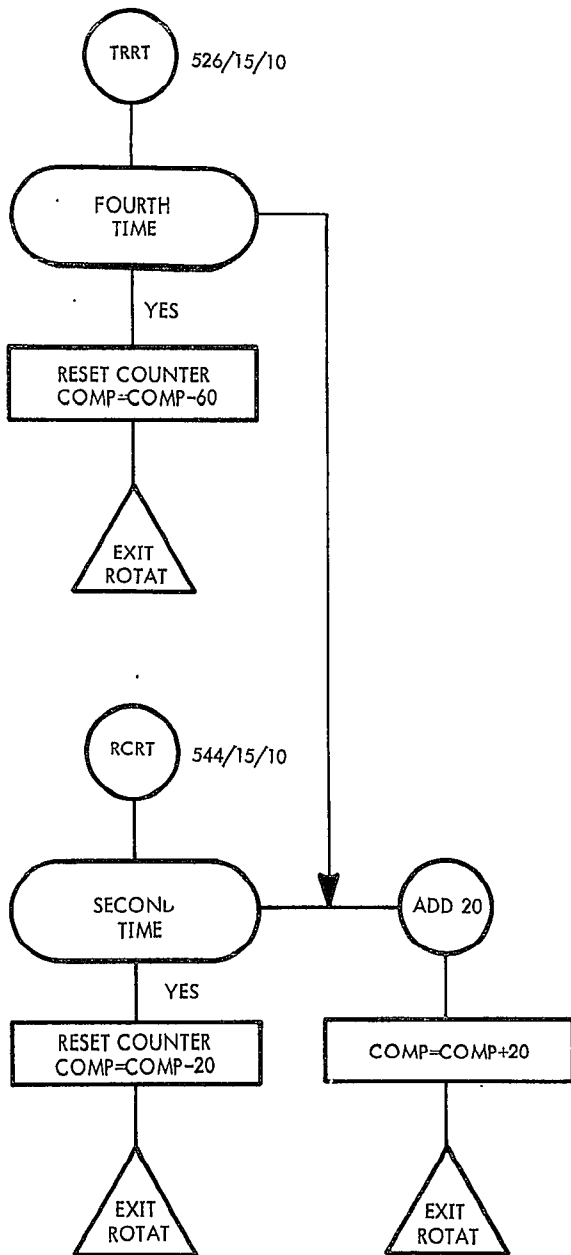 TRRT
526/15/10
FOURTH
TIME
YES
RESET COUNTER
COMP=COMP-60
EXIT
ROTAT
RCRT
544/15/10
SECOND
TIME
ADD 20
YES
RESET COUNTER
COMP=COMP-20
COMP=COMP+20
EXIT
ROTAT
EXIT
ROTAT